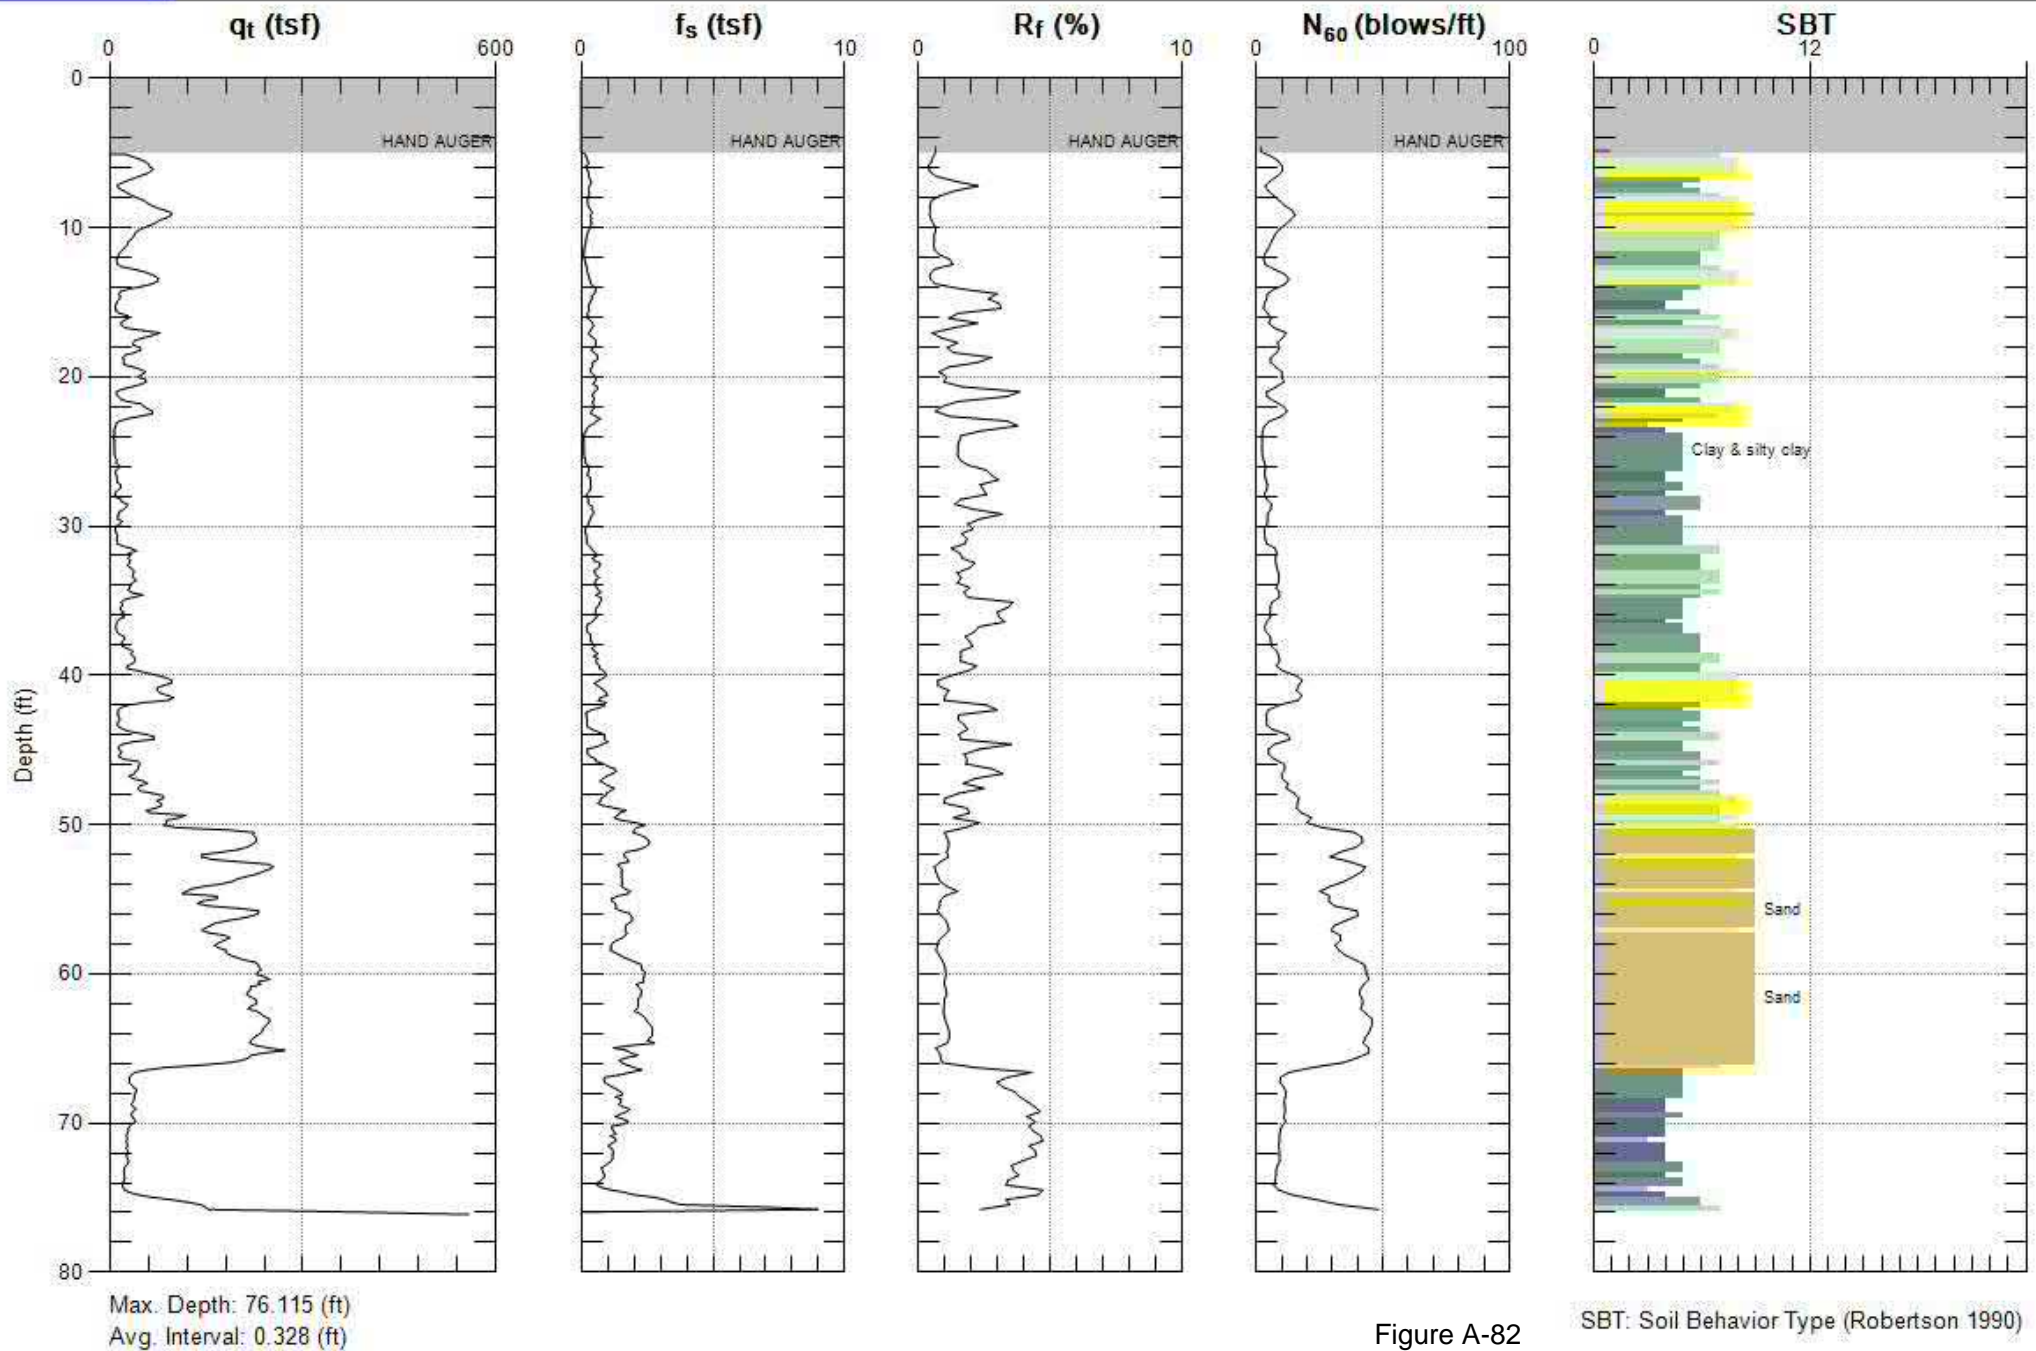 qt (tsf)
fs (tsf)
Rf (%)
N60 (blows/ft)
SBT
0 600
0 10
0 10
0 100
0 12
0
HAND AUGER
HAND AUGER
HAND AUGER
HAND AUGER
10
20
Clay & silty clay
30
40
Depth (ft)
50
Sand
60
Sand
70
80
Max. Depth: 76.115 (ft)
Avg. Interval: 0.328 (ft)
Figure A-82
SBT: Soil Behavior Type (Robertson 1990)